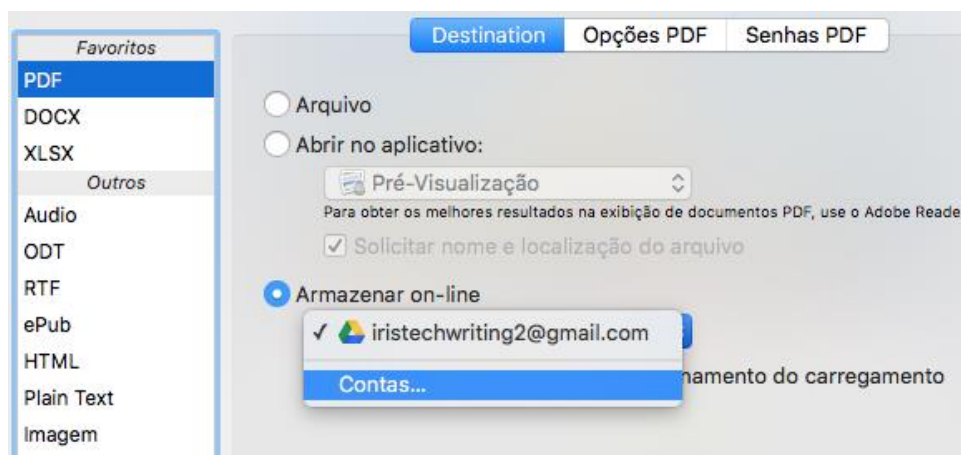 Favoritos
PDF
DOCX
XLSX
Outros
Audio
ODT
RTF
ePub
HTML
Plain Text
Imagem
Destination
Opções PDF
Senhas PDF
Arquivo
Abrir no aplicativo:
Pré-Visualização
Para obter os melhores resultados na exibição de documentos PDF, use o Adobe Reade
Solicitar nome e localização do arquivo
Armazenar on-line
iristechwriting2@gmail.com
Contas...
do carregamento